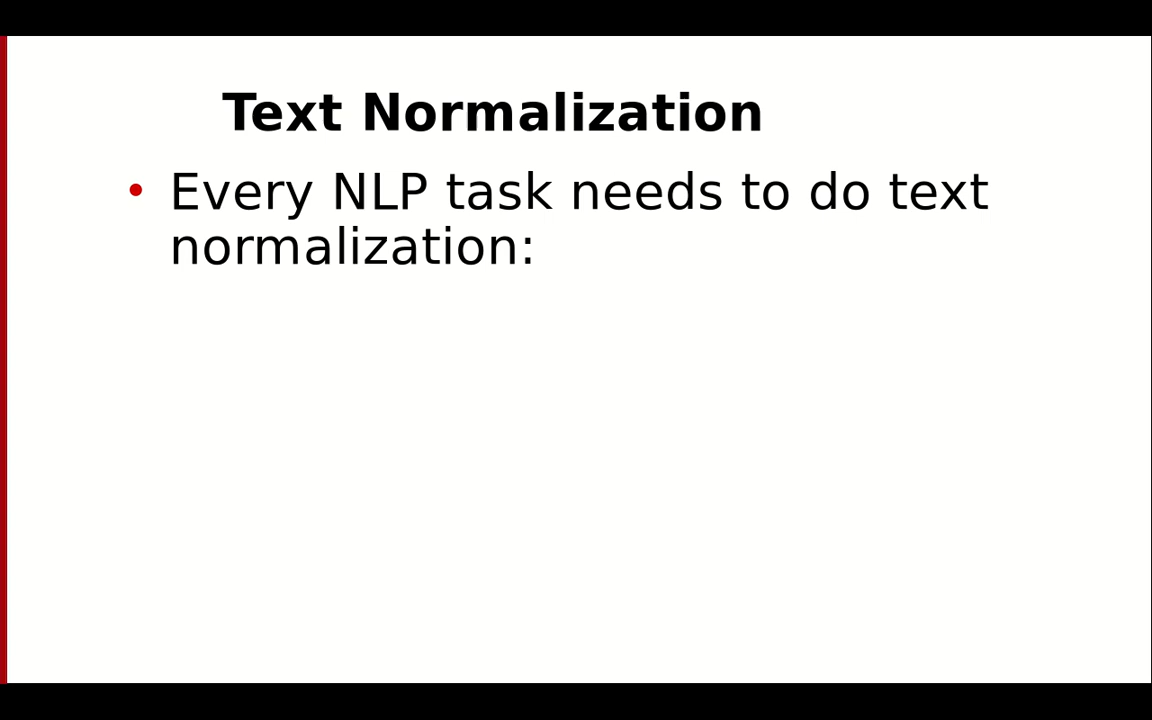 Text Normalization
• Every NLP task needs to do text
normalization: